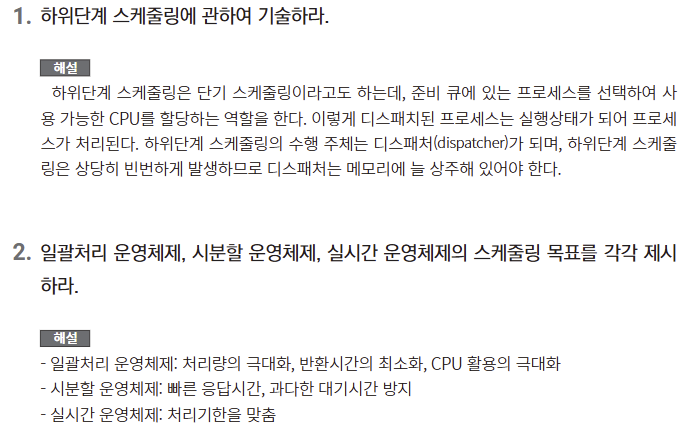 1. 하위단계 스케줄링에 관하여 기술하라.
해설
하위단계 스케줄링은 단기 스케줄링이라고도 하는데, 준비 큐에 있는 프로세스를 선택하여 사
용 가능한 CPU를 할당하는 역할을 한다. 이렇게 디스패치된 프로세스는 실행상태가 되어 프로세
스가 처리된다. 하위단계 스케줄링의 수행 주체는 디스패처(dispatcher)가 되며, 하위단계 스케줄
링은 상당히 빈번하게 발생하므로 디스패처는 메모리에 늘 상주해 있어야 한다.
2. 일괄처리 운영체제, 시분할 운영체제, 실시간 운영체제의 스케줄링 목표를 각각 제시
하라.
해설
- 일괄처리 운영체제: 처리량의 극대화, 반환시간의 최소화, CPU 활용의 극대화
- 시분할 운영체제: 빠른 응답시간, 과다한 대기시간 방지
- 실시간 운영체제: 처리기한을 맞춤